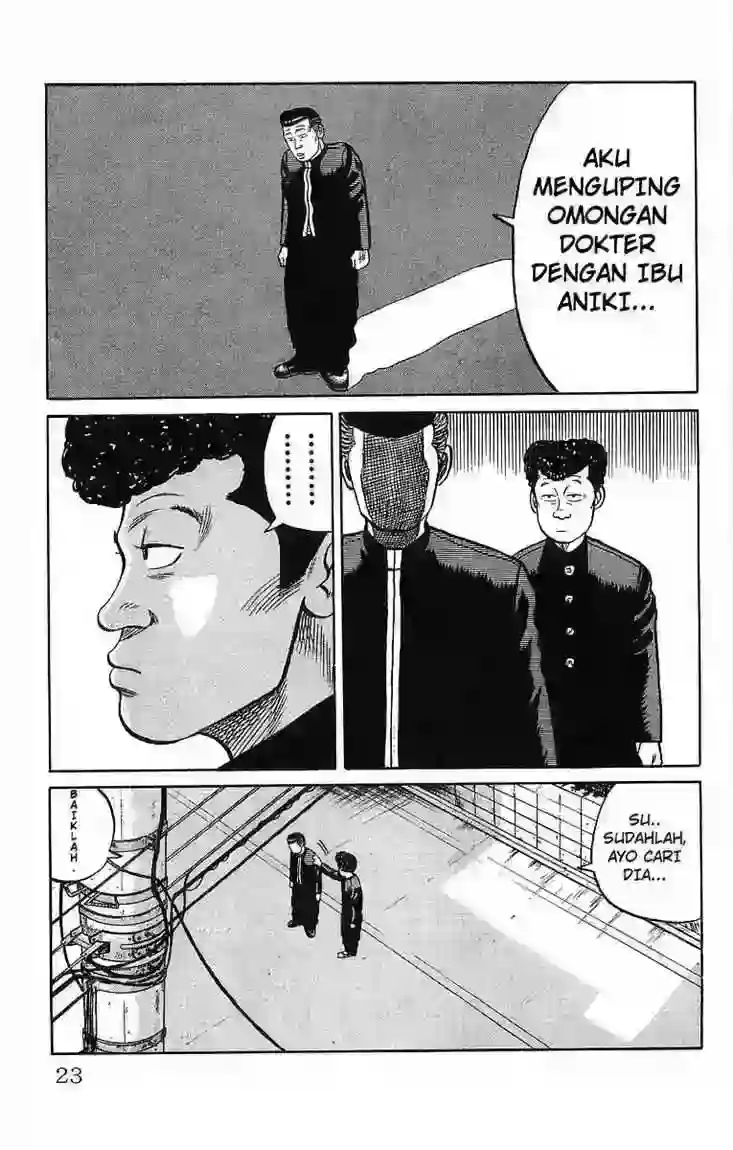 AKU
MENGUPING
OMONGAN
DOKTER
DENGAN IBU
ANIKI...
..........
SU..
SUDAHLAH,
AYO CARI
DIA...
BAIKLAH.
23